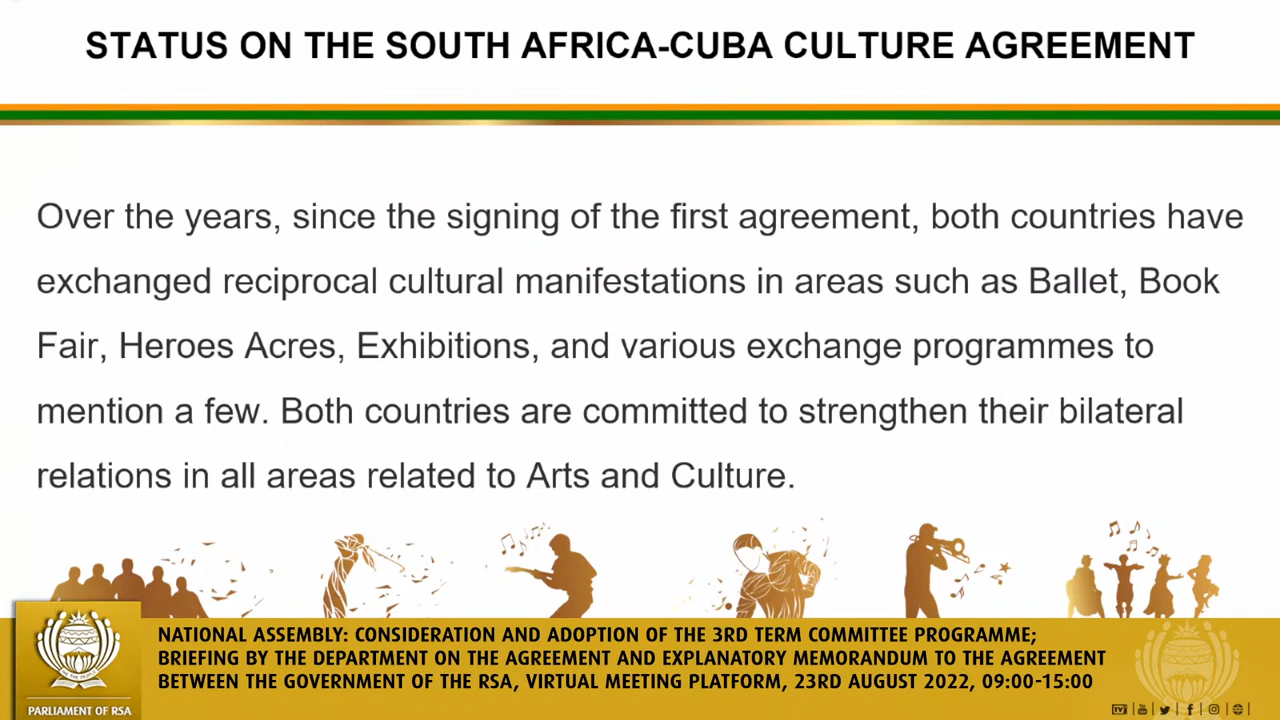 STATUS ON THE SOUTH AFRICA-CUBA CULTURE AGREEMENT
Over the years, since the signing of the first agreement, both countries have
exchanged reciprocal cultural manifestations in areas such as Ballet, Book
Fair, Heroes Acres, Exhibitions, and various exchange programmes to
mention a few. Both countries are committed to strengthen their bilateral
relations in all areas related to Arts and Culture.
NATIONAL ASSEMBLY: CONSIDERATION AND ADOPTION OF THE 3RD TERM COMMITTEE PROGRAMME;
BRIEFING BY THE DEPARTMENT ON THE AGREEMENT AND EXPLANATORY MEMORANDUM TO THE AGREEMENT
BETWEEN THE GOVERNMENT OF THE RSA, VIRTUAL MEETING PLATFORM, 23RD AUGUST 2022, 09:00-15:00
PARLIAMENT OF RSA